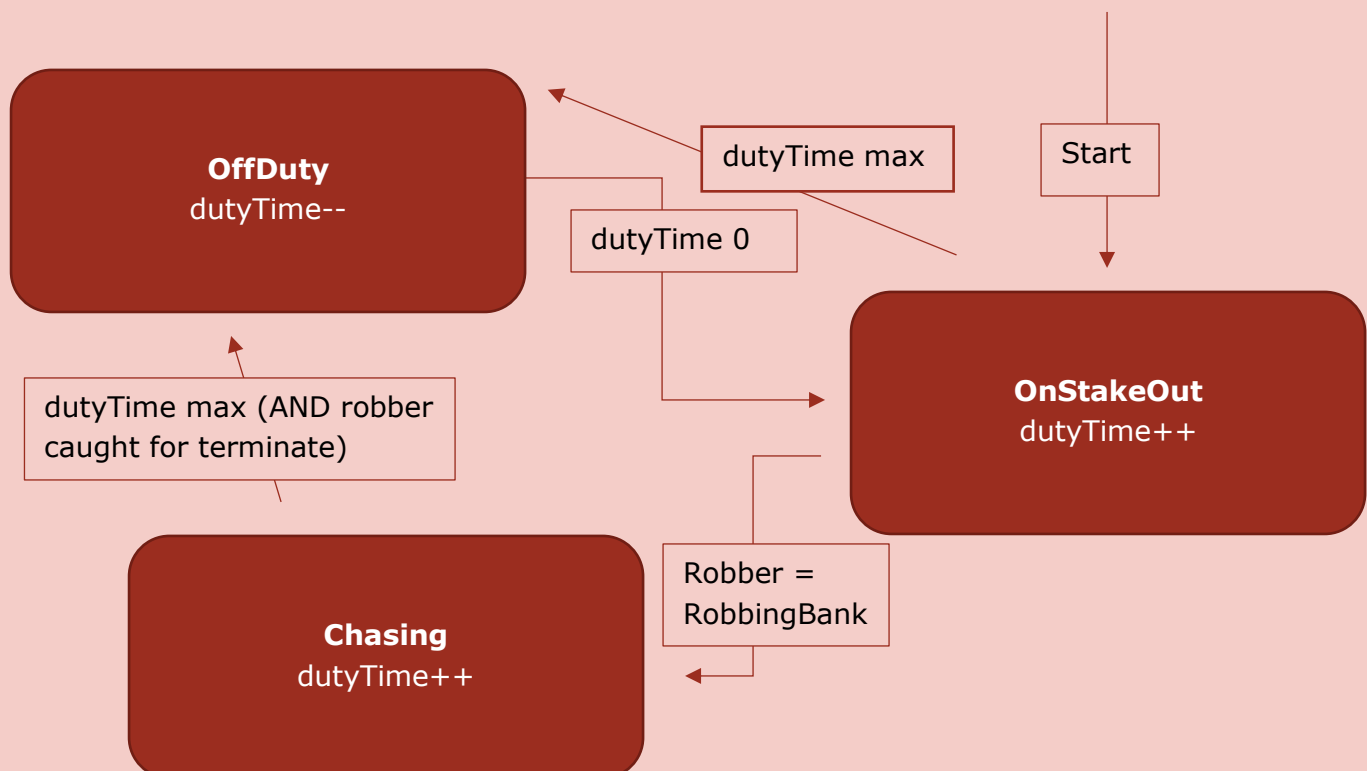 Start
dutyTime max
OffDuty
dutyTime--
dutyTime 0
OnStakeOut
dutyTime++
dutyTime max (AND robber
caught for terminate)
Robber =
RobbingBank
Chasing
dutyTime++